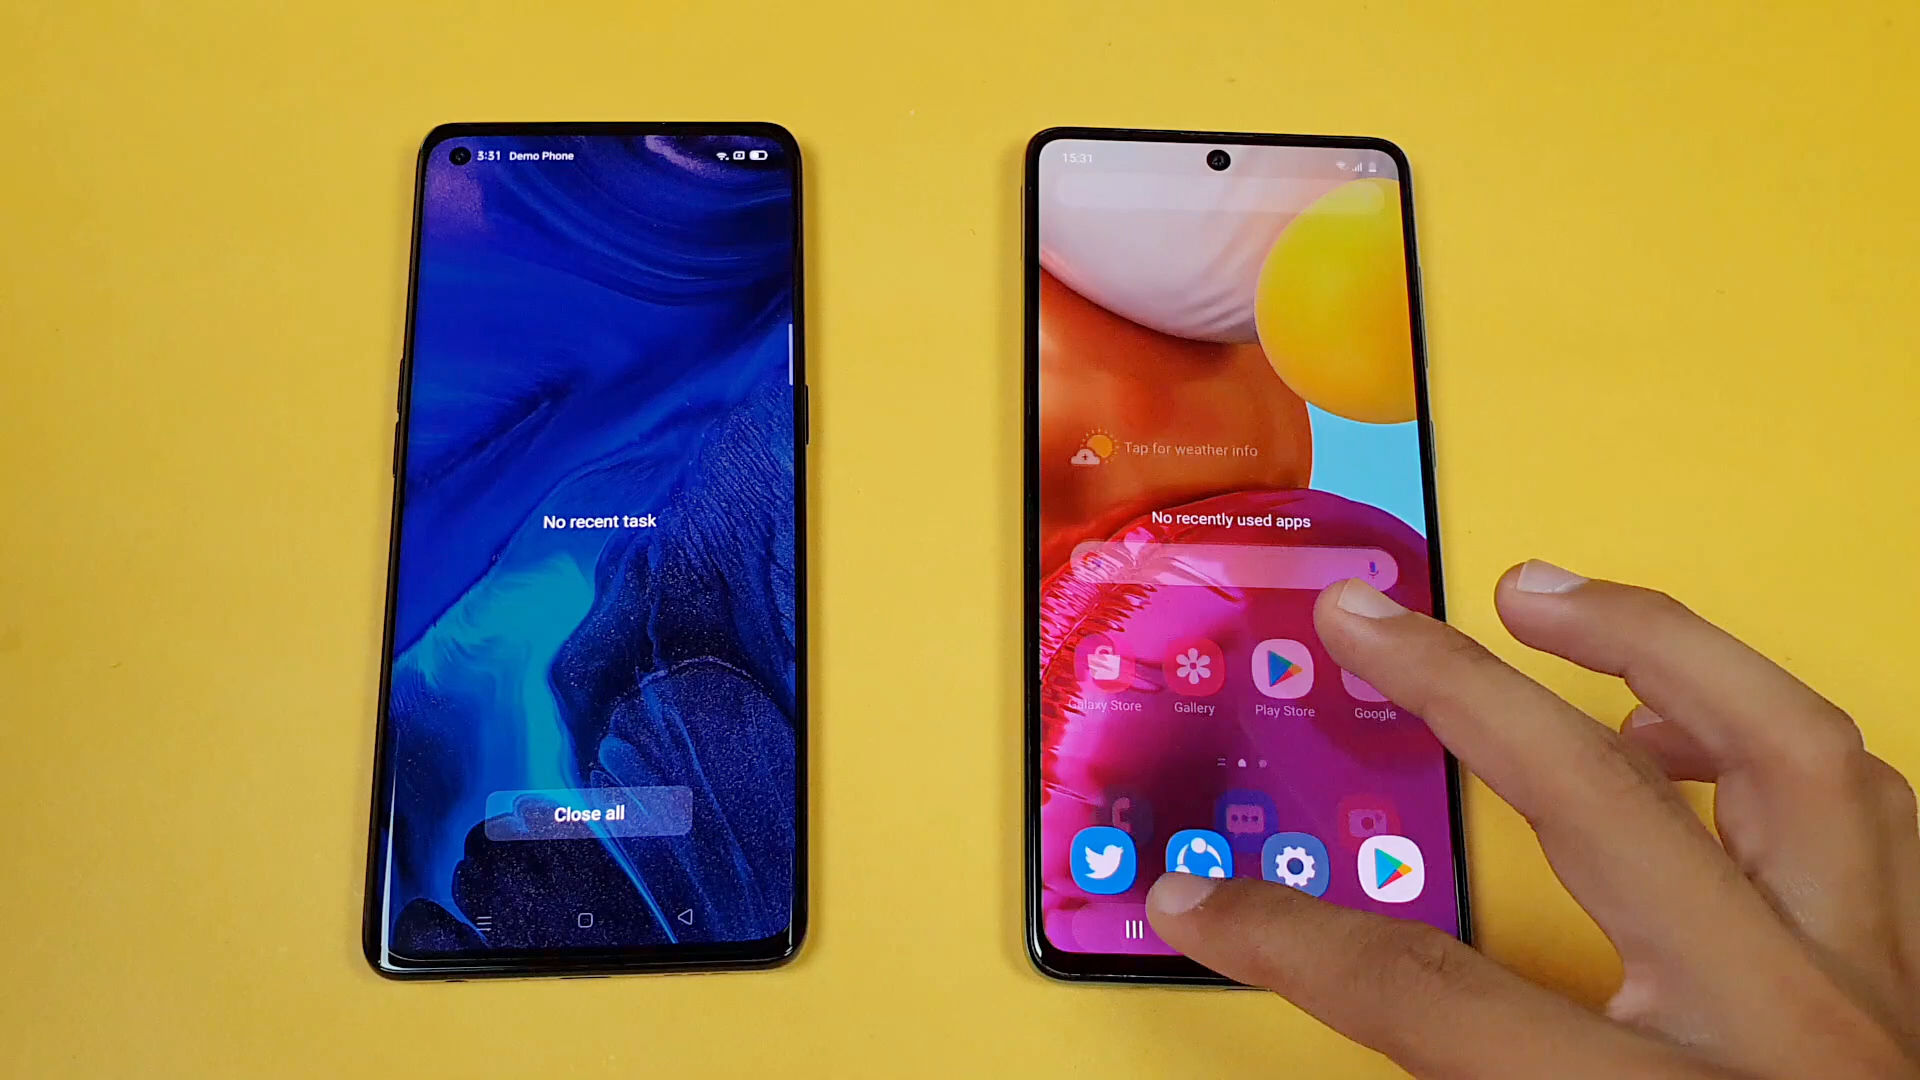 3:31 Demo Phone
No recent task
Close all
15:31
Tap for weather info
No recently used apps
Galaxy Store
Gallery
Play Store
Google